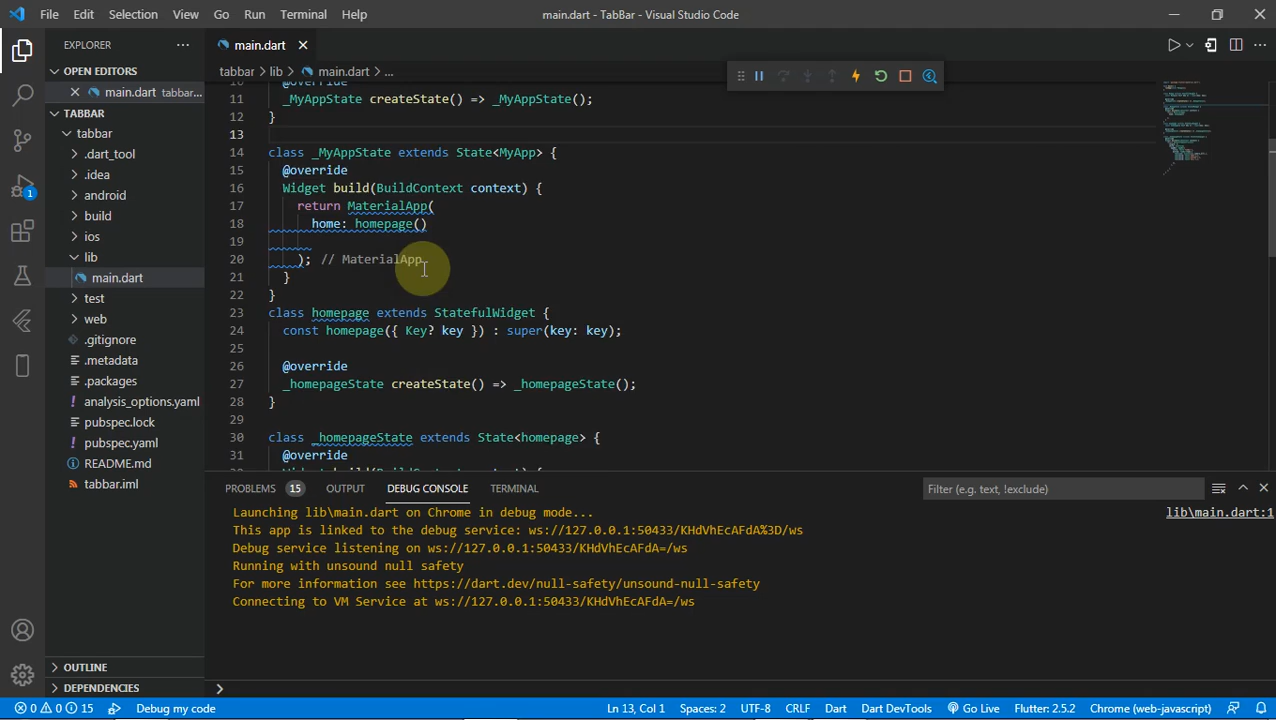 File Edit Selection View Go Run Terminal Help main.dart - TabBar - Visual Studio Code
EXPLORER
OPEN EDITORS
main.dart tabbar...
TABBAR
tabbar
.dart_tool
.idea
android
build
ios
lib
main.dart
test
web
.gitignore
.metadata
.packages
analysis_options.yaml
pubspec.lock
pubspec.yaml
README.md
tabbar.iml
OUTLINE
DEPENDENCIES
1
main.dart
tabbar > lib > main.dart > ...
10 @override
11 _MyAppState createState() => _MyAppState();
12 }
13
14 class _MyAppState extends State<MyApp> {
15 @override
16 Widget build(BuildContext context) {
17 return MaterialApp(
18 home: homepage()
19
20 ); // MaterialApp
21 }
22 }
23 class homepage extends StatefulWidget {
24 const homepage({ Key? key }) : super(key: key);
25
26 @override
27 _homepageState createState() => _homepageState();
28 }
29
30 class _homepageState extends State<homepage> {
31 @override
PROBLEMS 15 OUTPUT DEBUG CONSOLE TERMINAL Filter (e.g. text, !exclude)
Launching lib\main.dart on Chrome in debug mode... lib\main.dart:1
This app is linked to the debug service: ws://127.0.0.1:50433/KHdVhEcAFdA%3D/ws
Debug service listening on ws://127.0.0.1:50433/KHdVhEcAFdA=/ws
Running with unsound null safety
For more information see https://dart.dev/null-safety/unsound-null-safety
Connecting to VM Service at ws://127.0.0.1:50433/KHdVhEcAFdA=/ws
0 0 15 Debug my code Ln 13, Col 1 Spaces: 2 UTF-8 CRLF Dart Dart DevTools Go Live Flutter: 2.5.2 Chrome (web-javascript)